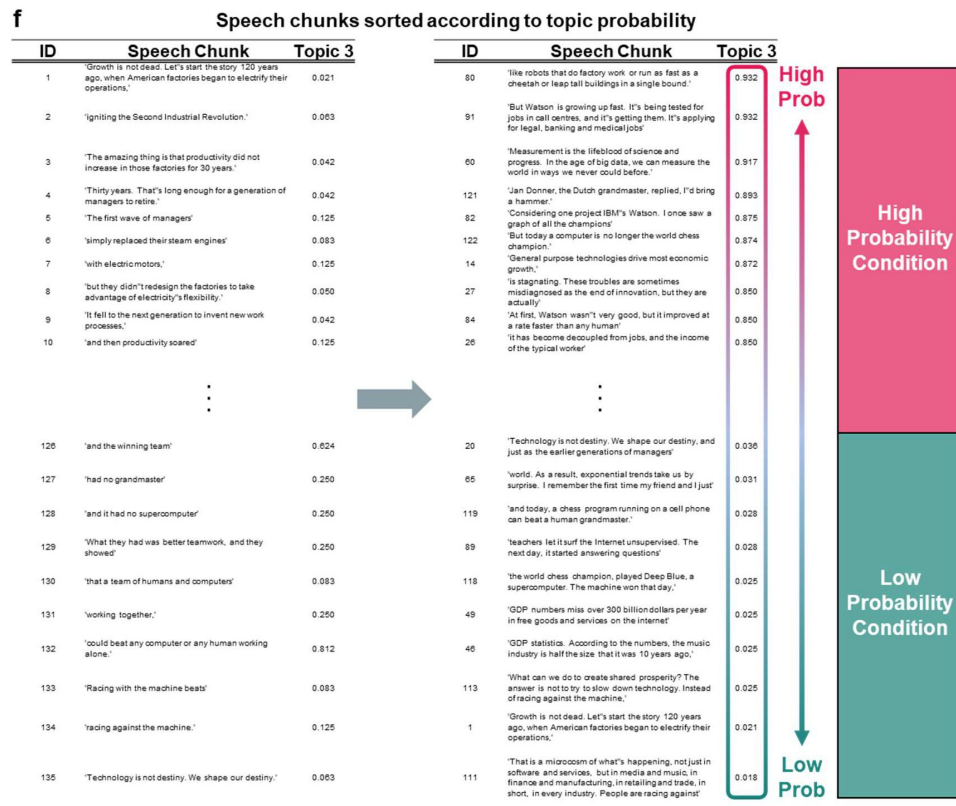 f
Speech chunks sorted according to topic probability
ID Speech Chunk Topic 3
1 'Growth is not dead. Let"s start the story 120 years
ago, when American factories began to electrify their
operations,' 0.021
2 'igniting the Second Industrial Revolution.' 0.063
3 'The amazing thing is that productivity did not
increase in those factories for 30 years.' 0.042
4 'Thirty years. That"s long enough for a generation of
managers to retire.' 0.042
5 'The first wave of managers' 0.125
6 'simply replaced their steam engines' 0.083
7 'with electric motors,' 0.125
8 'but they didn"t redesign the factories to take
advantage of electricity"s flexibility.' 0.050
9 'It fell to the next generation to invent new work
processes,' 0.042
10 'and then productivity soared' 0.125
126 'and the winning team' 0.624
127 'had no grandmaster' 0.250
128 'and it had no supercomputer' 0.250
129 'What they had was better teamwork, and they
showed' 0.250
130 'that a team of humans and computers' 0.083
131 'working together,' 0.250
132 'could beat any computer or any human working
alone.' 0.812
133 'Racing with the machine beats' 0.083
134 'racing against the machine.' 0.125
135 'Technology is not destiny. We shape our destiny.' 0.063
ID Speech Chunk Topic 3
80 'like robots that do factory work or run as fast as a
cheetah or leap tall buildings in a single bound.' 0.932
91 'But Watson is growing up fast. It"s being tested for
jobs in call centres, and it"s getting them. It"s applying
for legal, banking and medical jobs' 0.932
60 'Measurement is the lifeblood of science and
progress. In the age of big data, we can measure the
world in ways we never could before.' 0.917
121 'Jan Donner, the Dutch grandmaster, replied, I"d bring
a hammer.' 0.893
82 'Considering one project IBM"s Watson. I once saw a
graph of all the champions' 0.875
122 'But today a computer is no longer the world chess
champion.' 0.874
14 'General purpose technologies drive most economic
growth,' 0.872
27 'is stagnating. These troubles are sometimes
misdiagnosed as the end of innovation, but they are
actually' 0.850
84 'At first, Watson wasn"t very good, but it improved at
a rate faster than any human' 0.850
26 'it has become decoupled from jobs, and the income
of the typical worker' 0.850
20 'Technology is not destiny. We shape our destiny, and
just as the earlier generations of managers' 0.036
65 'world. As a result, exponential trends take us by
surprise. I remember the first time my friend and I just' 0.031
119 'and today, a chess program running on a cell phone
can beat a human grandmaster.' 0.028
89 'teachers let it surf the Internet unsupervised. The
next day, it started answering questions' 0.028
118 'the world chess champion, played Deep Blue, a
supercomputer. The machine won that day,' 0.025
49 'GDP numbers miss over 300 billion dollars per year
in free goods and services on the internet' 0.025
46 'GDP statistics. According to the numbers, the music
industry is half the size that it was 10 years ago,' 0.025
113 'What can we do to create shared prosperity? The
answer is not to try to slow down technology. Instead
of racing against the machine,' 0.025
1 'Growth is not dead. Let"s start the story 120 years
ago, when American factories began to electrify their
operations,' 0.021
111 'That is a microcosm of what"s happening, not just in
software and services, but in media and music, in
finance and manufacturing, in retailing and trade, in
short, in every industry. People are racing against' 0.018
High
Prob
Low
Prob
High
Probability
Condition
Low
Probability
Condition